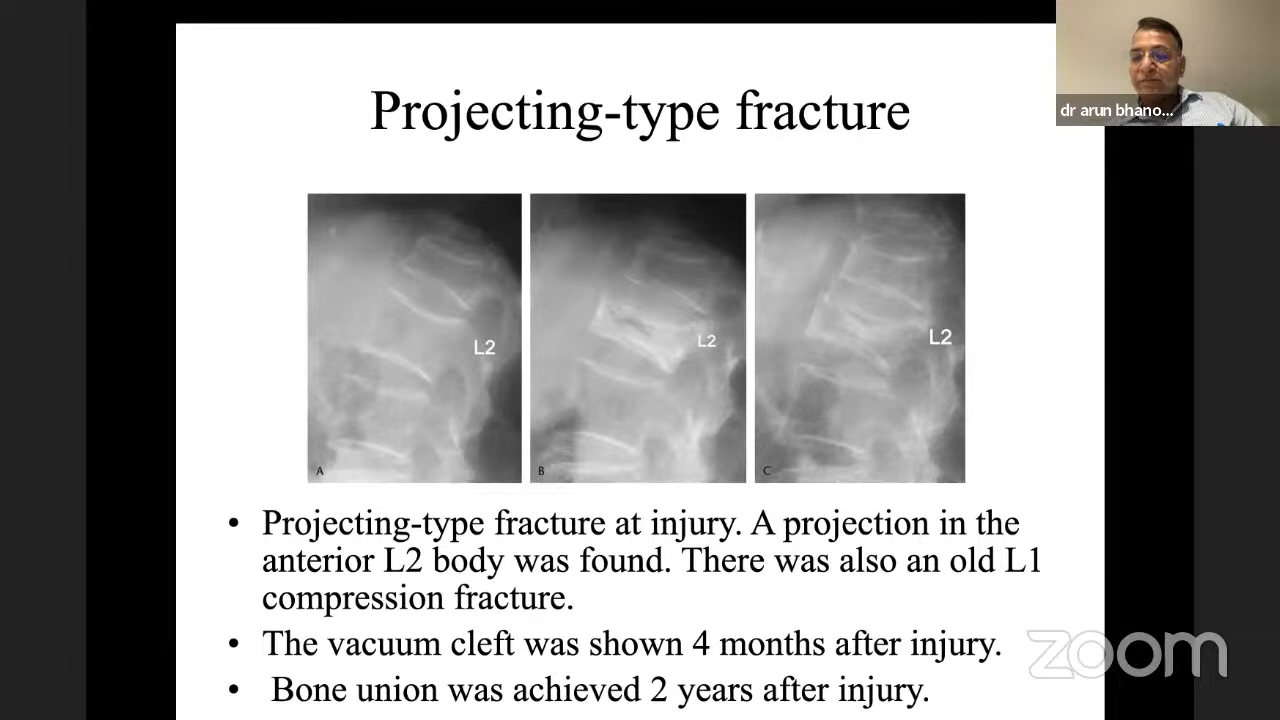 Projecting-type fracture
dr arun bhano...
L2
L2
L2
A
B
C
• Projecting-type fracture at injury. A projection in the
anterior L2 body was found. There was also an old L1
compression fracture.
• The vacuum cleft was shown 4 months after injury.
• Bone union was achieved 2 years after injury.
zoom